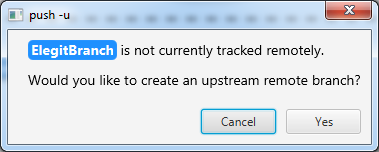 push -u
ElegitBranch is not currently tracked remotely.
Would you like to create an upstream remote branch?
Cancel Yes